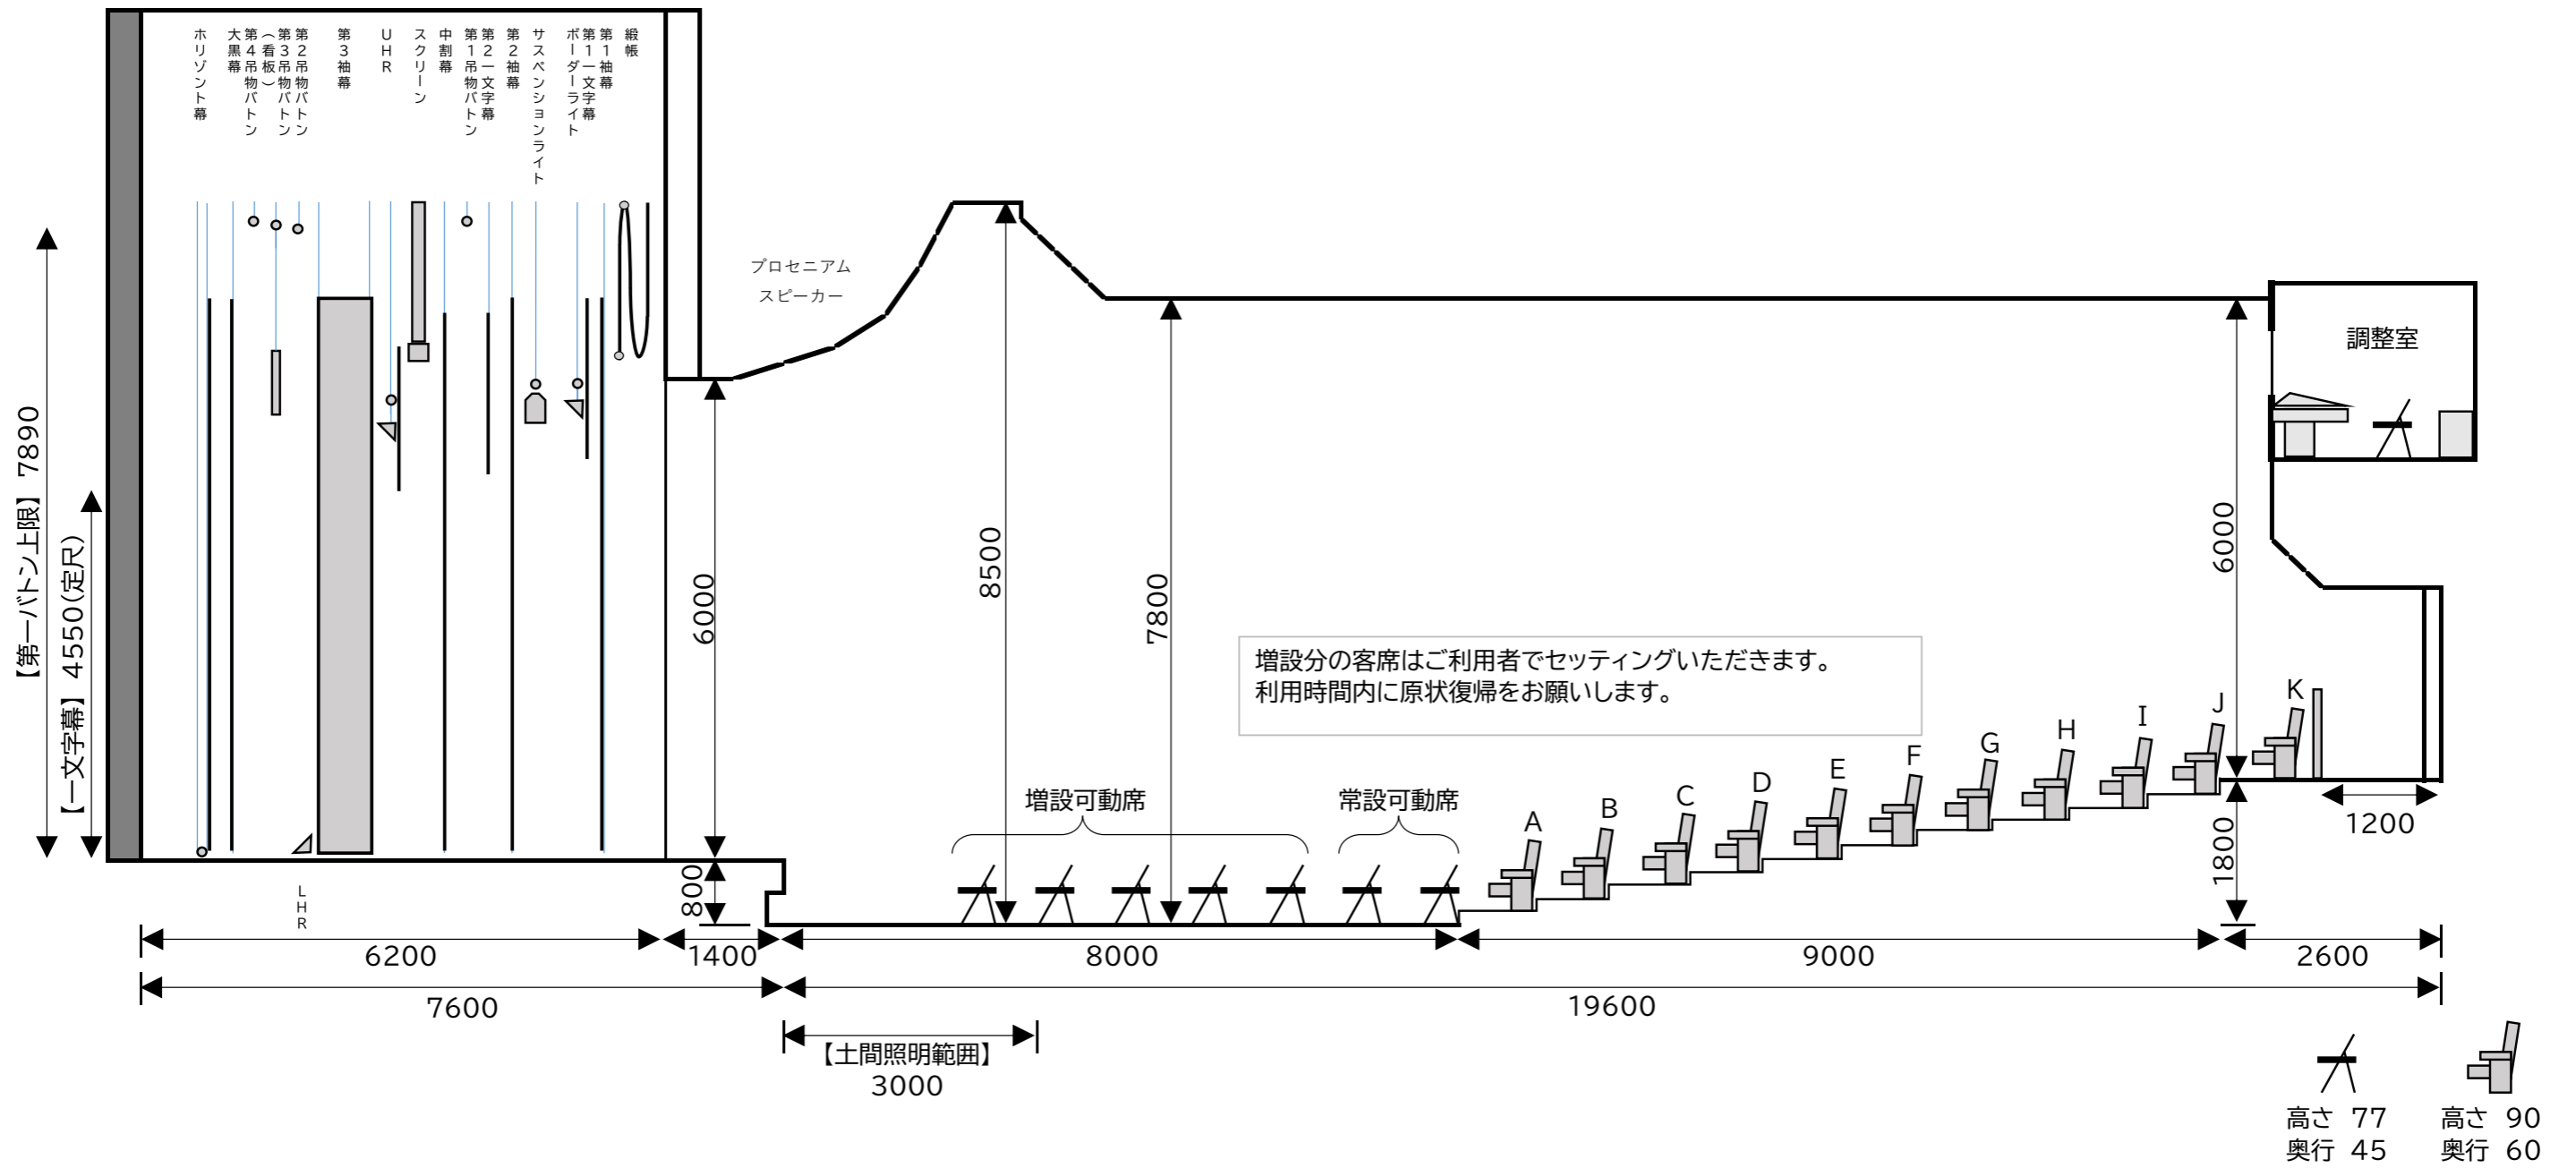 ホリゾント幕
大黒幕
第4吊物バトン
(看板)
第3吊物バトン
第2吊物バトン
第3袖幕
UHR
スクリーン
中割幕
第1吊物バトン
第2一文字幕
第2袖幕
サスペンションライト
ボーダーライト
第1一文字幕
第1袖幕
緞帳
プロセニアム
スピーカー
調整室
【第一バトン上限】 7890
【一文字幕】 4550(定尺)
6000
8500
7800
6000
増設分の客席はご利用者でセッティングいただきます。
利用時間内に原状復帰をお願いします。
増設可動席
常設可動席
A
B
C
D
E
F
G
H
I
J
K
1200
1800
800
LHR
6200
1400
8000
9000
2600
7600
19600
【土間照明範囲】
3000
高さ 77
奥行 45
高さ 90
奥行 60